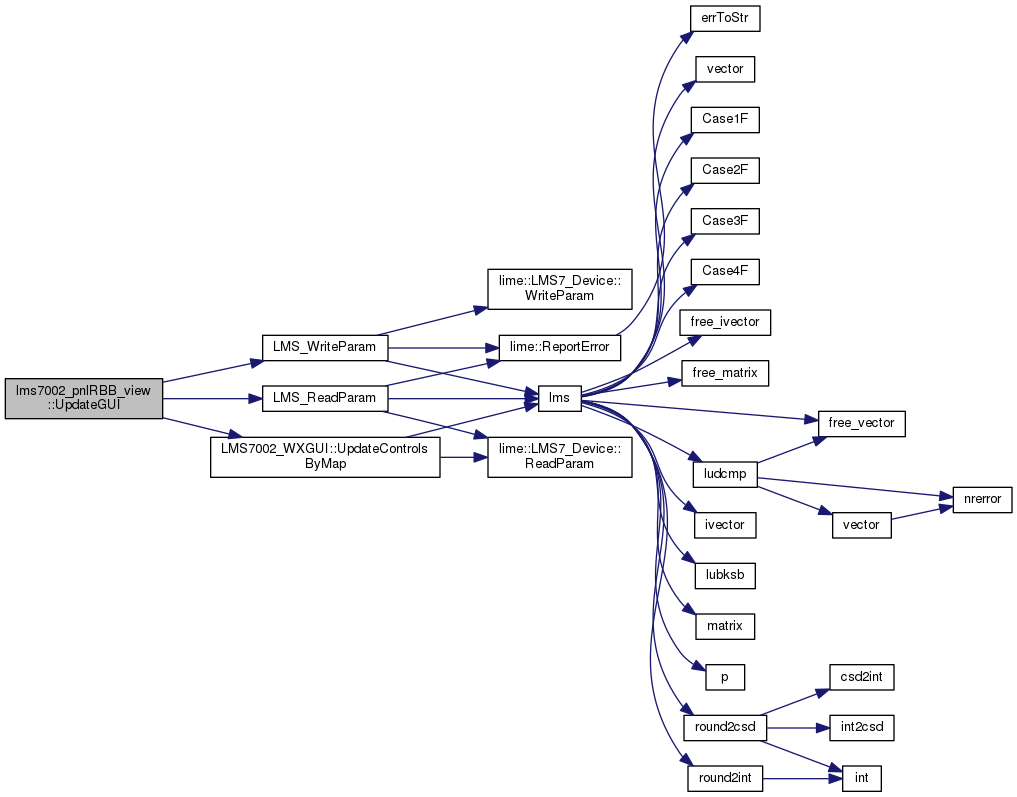 errToStr
vector
Case1F
Case2F
Case3F
Case4F
lime::LMS7_Device::
WriteParam
free_ivector
LMS_WriteParam
lime::ReportError
free_matrix
lms7002_pnlRBB_view
::UpdateGUI
LMS_ReadParam
lms
free_vector
LMS7002_WXGUI::UpdateControls
ByMap
lime::LMS7_Device::
ReadParam
ludcmp
nrerror
ivector
vector
lubksb
matrix
p
csd2int
round2csd
int2csd
round2int
int